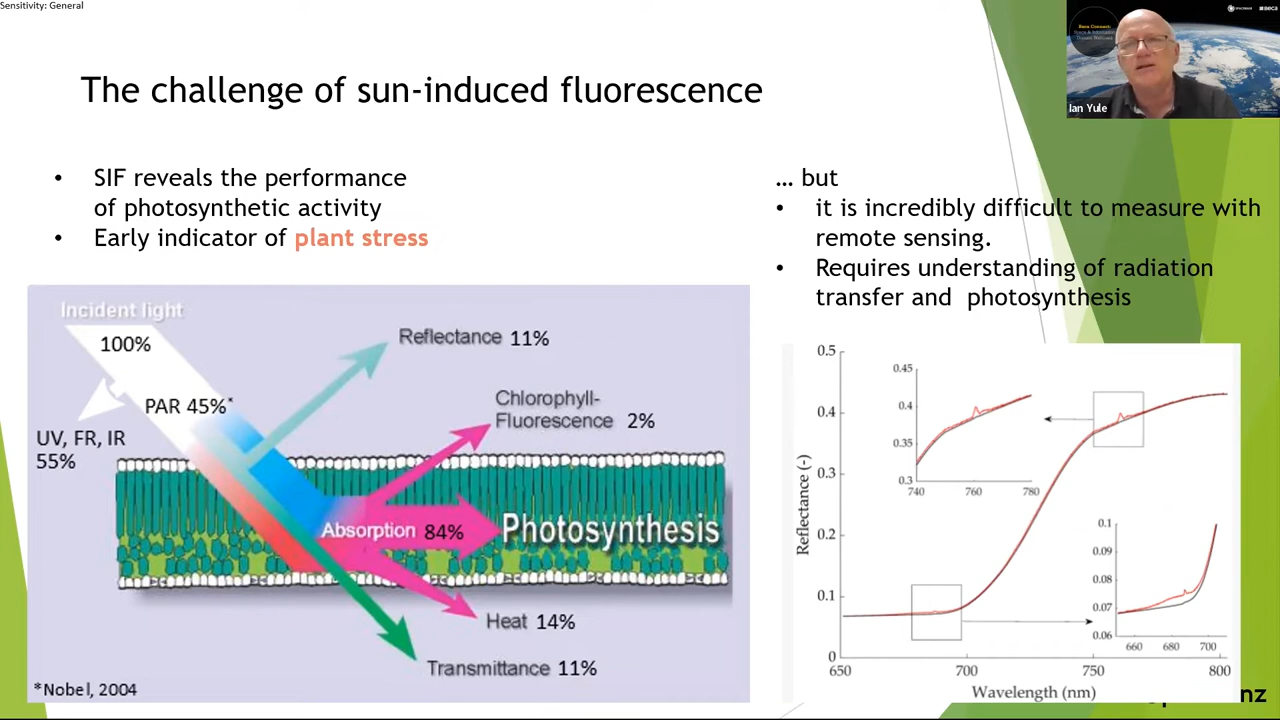 Sensitivity: General
Beca Connect:
SPACEBASE
Beca
Ian Yule
The challenge of sun-induced fluorescence
• SIF reveals the performance
of photosynthetic activity
• Early indicator of plant stress
… but
• it is incredibly difficult to measure with
remote sensing.
• Requires understanding of radiation
transfer and photosynthesis
Incident light
100%
PAR 45%*
UV, FR, IR
55%
Reflectance 11%
Chlorophyll-
Fluorescence 2%
Absorption 84%
Photosynthesis
Heat 14%
Transmittance 11%
*Nobel, 2004
0.5
0.4
0.3
0.2
0.1
0
Reflectance (-)
650
700
750
800
Wavelength (nm)
0.45
0.4
0.35
0.3
740
760
780
0.1
0.09
0.08
0.07
0.06
660
680
700
nz